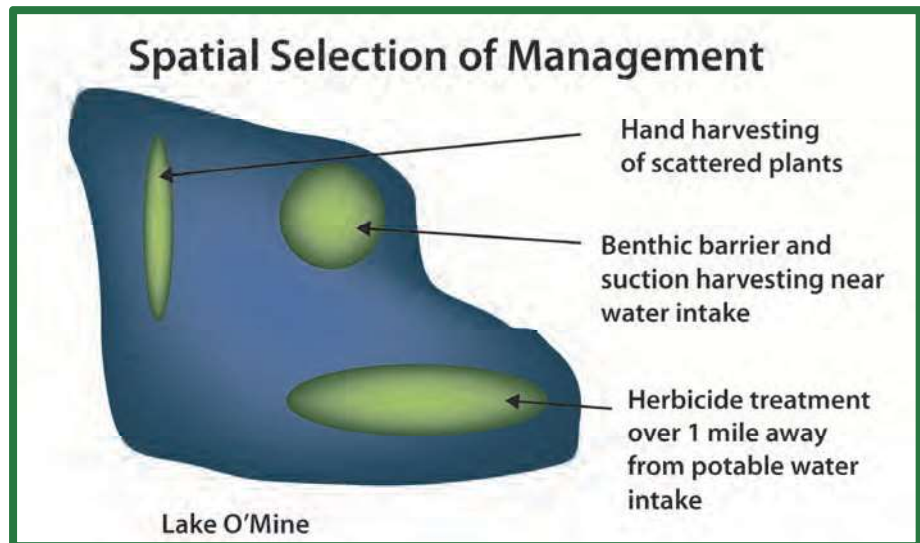 Spatial Selection of Management
Hand harvesting
of scattered plants
Benthic barrier and
suction harvesting near
water intake
Herbicide treatment
over 1 mile away
from potable water
intake
Lake O’Mine